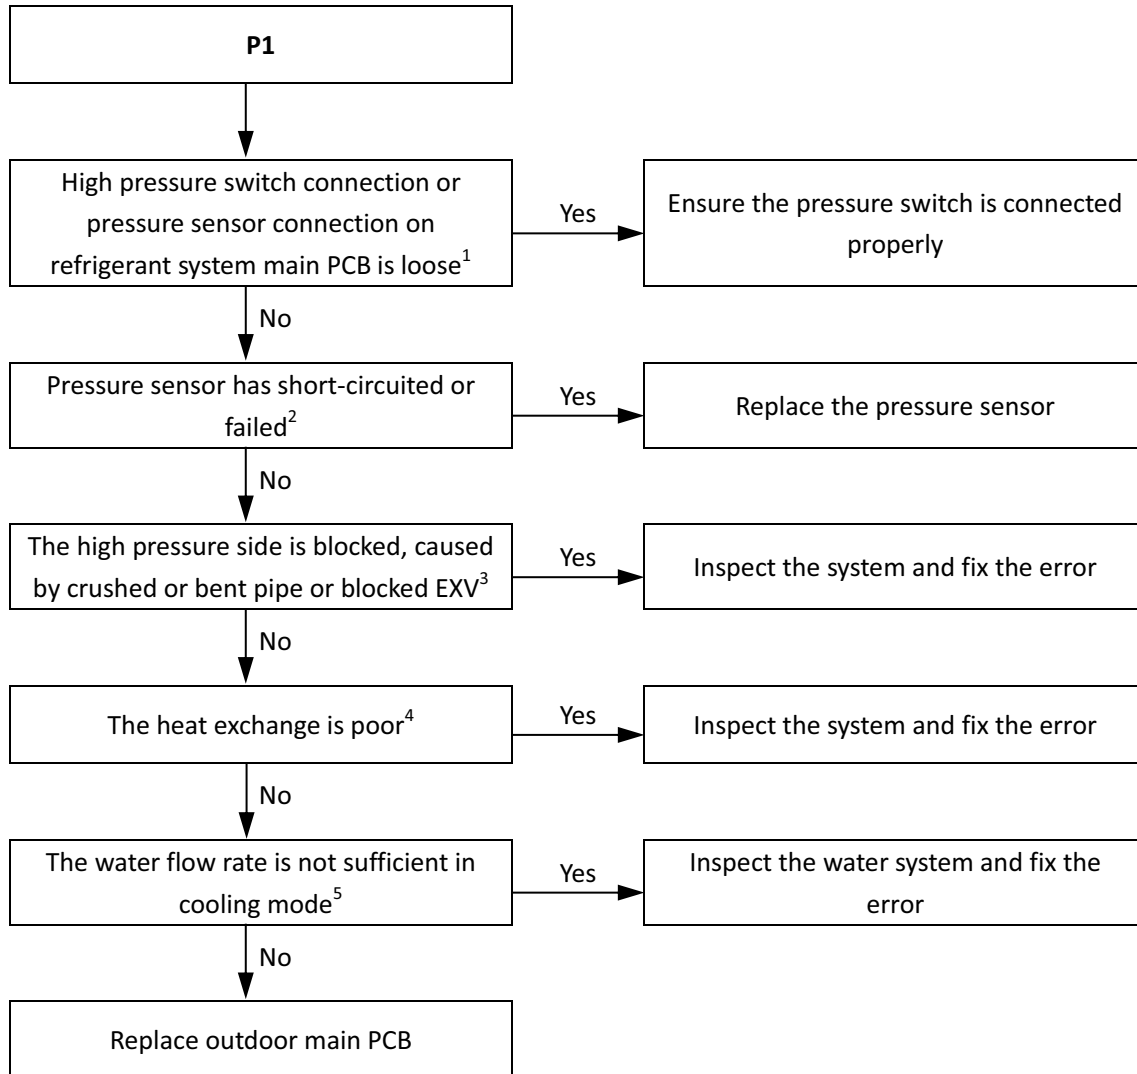 P1
High pressure switch connection or
pressure sensor connection on
refrigerant system main PCB is loose¹
Yes
Ensure the pressure switch is connected
properly
No
Pressure sensor has short-circuited or
failed²
Yes
Replace the pressure sensor
No
The high pressure side is blocked, caused
by crushed or bent pipe or blocked EXV³
Yes
Inspect the system and fix the error
No
The heat exchange is poor⁴
Yes
Inspect the system and fix the error
No
The water flow rate is not sufficient in
cooling mode⁵
Yes
Inspect the water system and fix the
error
No
Replace outdoor main PCB